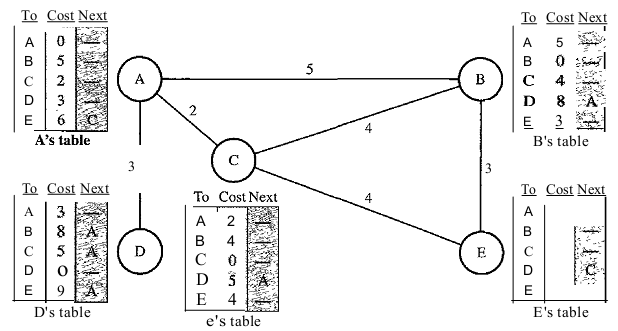 To Cost Next
A 0 —
B 5 —
C 2 —
D 3 —
E 6 C
A's table
To Cost Next
A 5 —
B 0 —
C 4 —
D 8 A
E 3 —
B's table
A
5
B
2
4
C
3
3
4
D
E
To Cost Next
A 3 —
B 8 A
C 5 A
D 0 —
E 9 A
D's table
To Cost Next
A 2 —
B 4 —
C 0 —
D 5 A
E 4 —
e's table
To Cost Next
A
B —
C —
D C
E
E's table